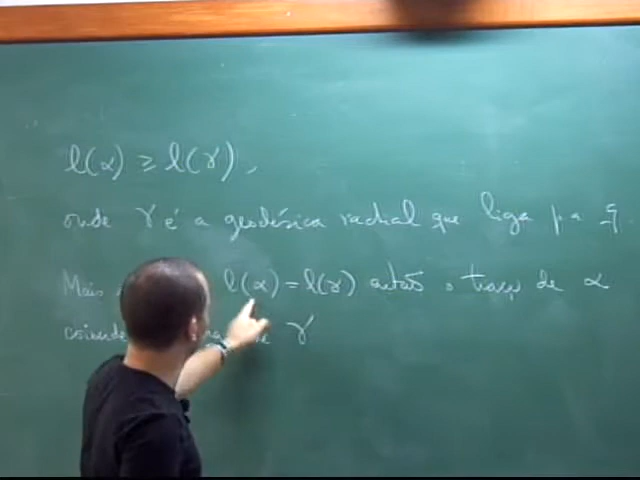 l(α) ≥ l(γ),
onde γ é a geodésica radial que liga p a q.
Mais l(α) = l(γ) então o traço de α
γ